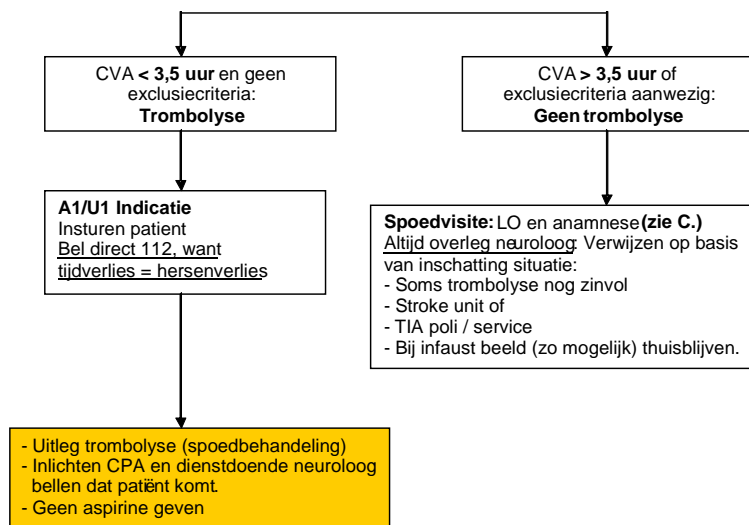 CVA < 3,5 uur en geen
exclusiecriteria:
Trombolyse
CVA > 3,5 uur of
exclusiecriteria aanwezig:
Geen trombolyse
A1/U1 Indicatie
Insturen patient
Bel direct 112, want
tijdverlies = hersenverlies
Spoedvisite: LO en anamnese (zie C.)
Altijd overleg neuroloog: Verwijzen op basis
van inschatting situatie:
- Soms trombolyse nog zinvol
- Stroke unit of
- TIA poli / service
- Bij infaust beeld (zo mogelijk) thuisblijven.
- Uitleg trombolyse (spoedbehandeling)
- Inlichten CPA en dienstdoende neuroloog
bellen dat patiënt komt.
- Geen aspirine geven